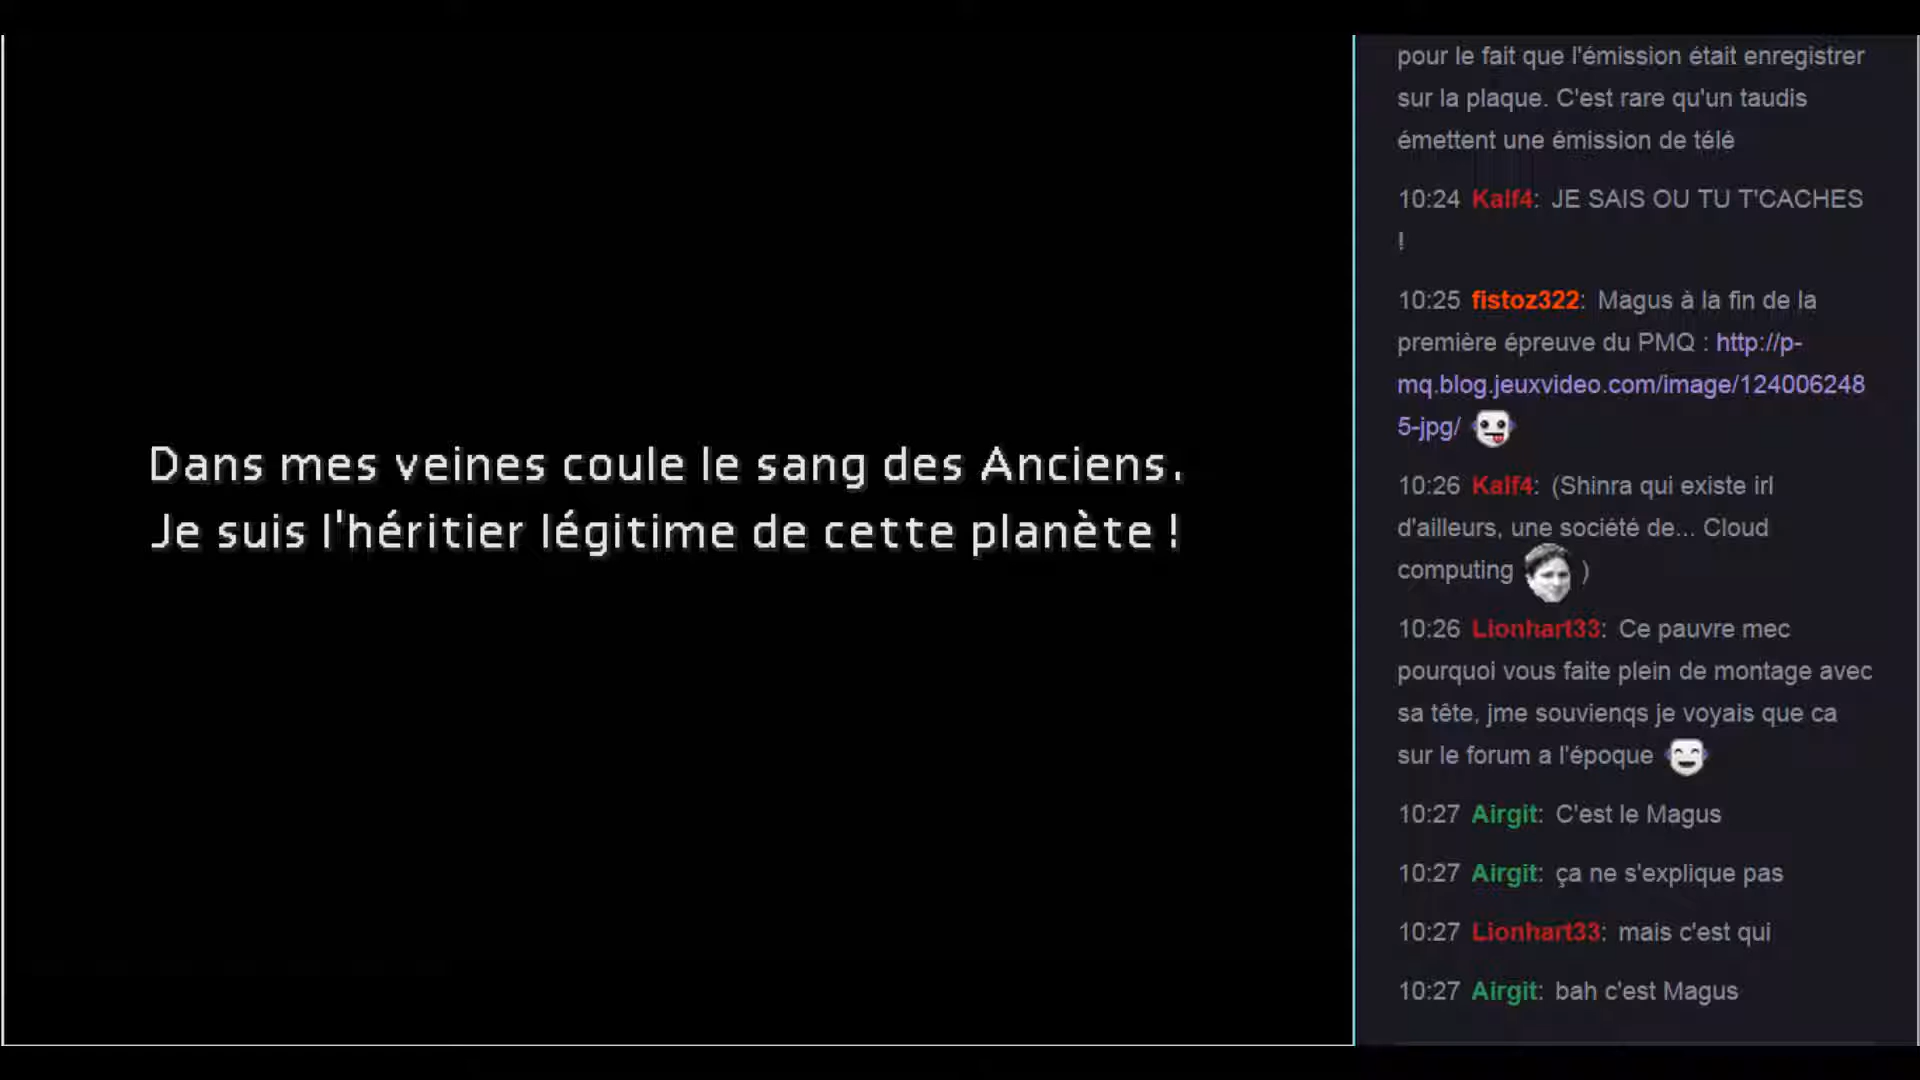 Dans mes veines coule le sang des Anciens.
Je suis l'héritier légitime de cette planète !
pour le fait que l'émission était enregistrer
sur la plaque. C'est rare qu'un taudis
émettent une émission de télé
10:24 Kalf4: JE SAIS OU TU T'CACHES
!
10:25 fistoz322: Magus à la fin de la
première épreuve du PMQ : http://p-
mq.blog.jeuxvideo.com/image/124006248
5-jpg/
10:26 Kalf4: (Shinra qui existe irl
d'ailleurs, une société de... Cloud
computing )
10:26 Lionhart33: Ce pauvre mec
pourquoi vous faite plein de montage avec
sa tête, jme souvienqs je voyais que ca
sur le forum a l'époque
10:27 Airgit: C'est le Magus
10:27 Airgit: ça ne s'explique pas
10:27 Lionhart33: mais c'est qui
10:27 Airgit: bah c'est Magus